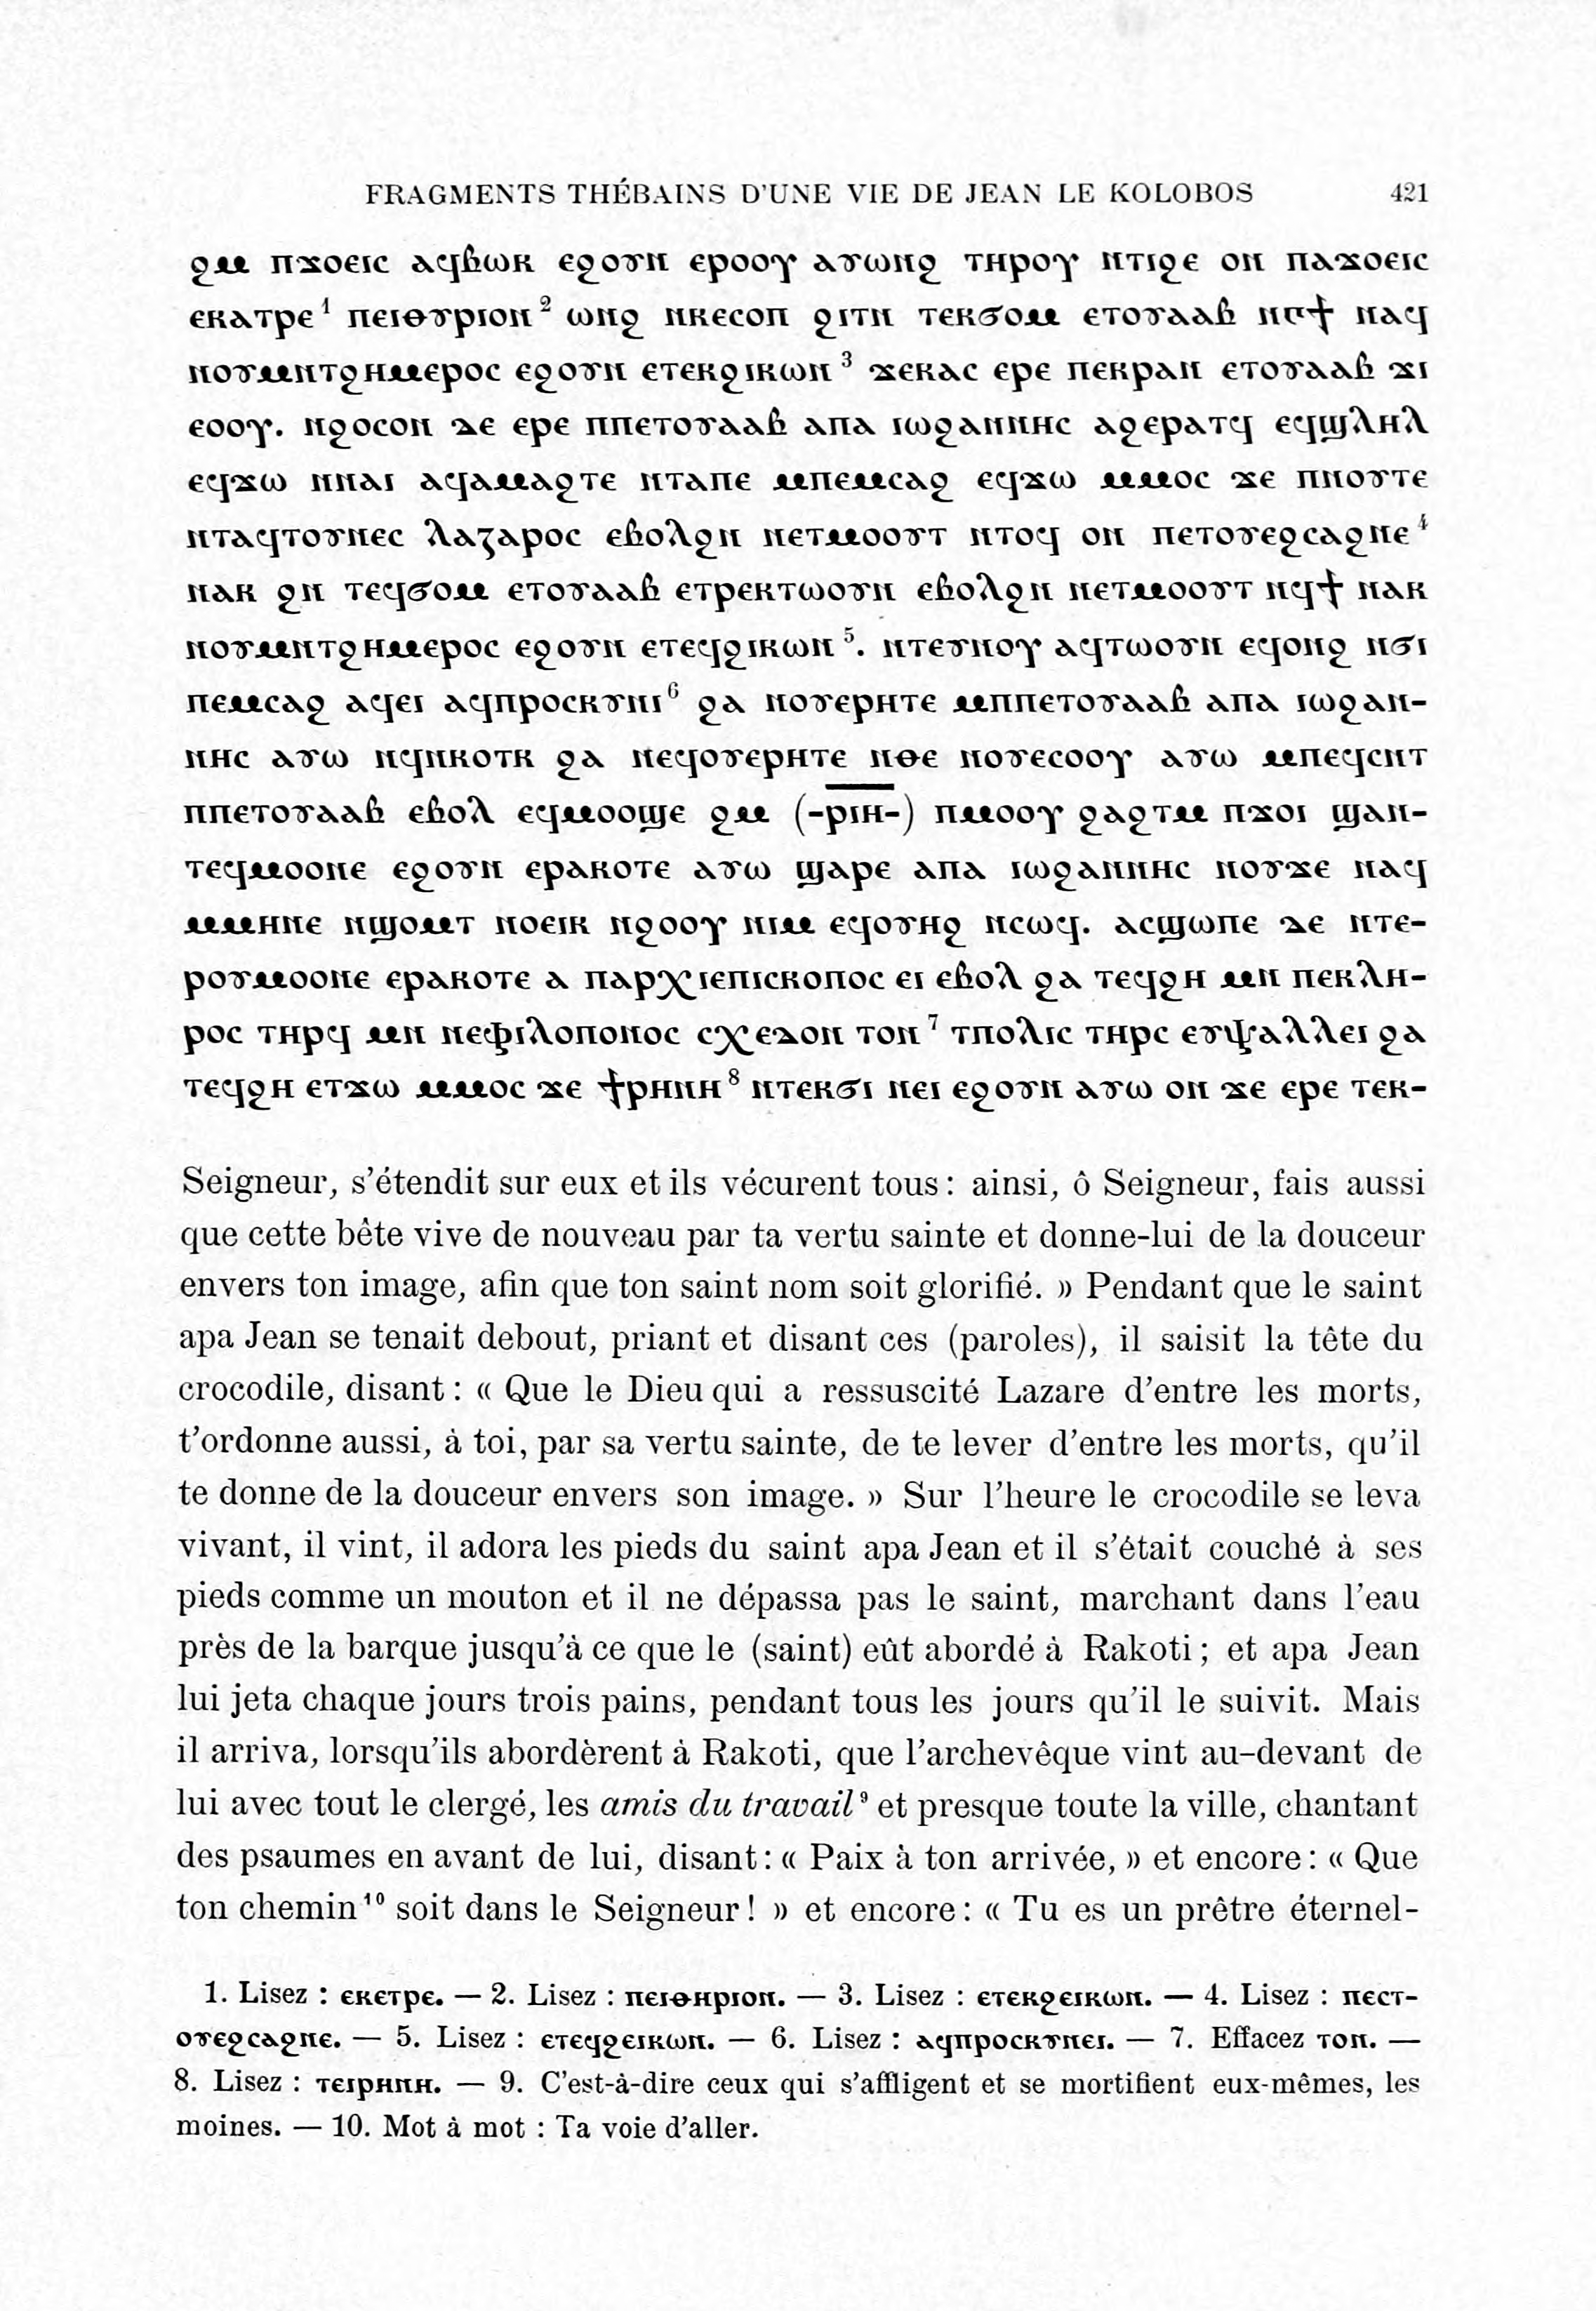 FRAGMENTS THÉBAINS D'UNE VIE DE JEAN LE KOLOBOS 421
ϩⲙ ⲡϫⲟⲉⲓⲥ ⲁϥⲃⲱⲕ ⲉϩⲟⲩⲛ ⲉⲣⲟⲟⲩ ⲁⲩⲱⲛϩ ⲧⲏⲣⲟⲩ ⲛⲧⲓϩⲉ ⲟⲛ ⲡⲁϫⲟⲉⲓⲥ
ⲉⲕⲁⲧⲣⲉ¹ ⲡⲉⲓⲑⲩⲣⲓⲟⲛ² ⲱⲛϩ ⲛⲕⲉⲥⲟⲡ ϩⲓⲧⲛ ⲧⲉⲕϭⲟⲙ ⲉⲧⲟⲩⲁⲁⲃ ⲛⲅϯ ⲛⲁϥ
ⲛⲟⲩⲙⲛⲧϩⲏⲙⲉⲣⲟⲥ ⲉϩⲟⲩⲛ ⲉⲧⲉⲕϩⲓⲕⲱⲛ³ ϫⲉⲕⲁⲥ ⲉⲣⲉ ⲡⲉⲕⲣⲁⲛ ⲉⲧⲟⲩⲁⲁⲃ ϫⲓ
ⲉⲟⲟⲩ. ⲛϩⲟⲥⲟⲛ ⲇⲉ ⲉⲣⲉ ⲡⲡⲉⲧⲟⲩⲁⲁⲃ ⲁⲡⲁ ⲓⲱϩⲁⲛⲛⲏⲥ ⲁϩⲉⲣⲁⲧϥ ⲉϥϣⲗⲏⲗ
ⲉϥϫⲱ ⲛⲛⲁⲓ ⲁϥⲁⲙⲁϩⲧⲉ ⲛⲧⲁⲡⲉ ⲙⲡⲉⲙⲥⲁϩ ⲉϥϫⲱ ⲙⲙⲟⲥ ϫⲉ ⲡⲛⲟⲩⲧⲉ
ⲛⲧⲁϥⲧⲟⲩⲛⲉⲥ ⲗⲁⲍⲁⲣⲟⲥ ⲉⲃⲟⲗϩⲛ ⲛⲉⲧⲙⲟⲟⲩⲧ ⲛⲧⲟϥ ⲟⲛ ⲡⲉⲧⲟⲩⲉϩⲥⲁϩⲛⲉ⁴
ⲛⲁⲕ ϩⲛ ⲧⲉϥϭⲟⲙ ⲉⲧⲟⲩⲁⲁⲃ ⲉⲧⲣⲉⲕⲧⲱⲟⲩⲛ ⲉⲃⲟⲗϩⲛ ⲛⲉⲧⲙⲟⲟⲩⲧ ⲛϥϯ ⲛⲁⲕ
ⲛⲟⲩⲙⲛⲧϩⲏⲙⲉⲣⲟⲥ ⲉϩⲟⲩⲛ ⲉⲧⲉϥϩⲓⲕⲱⲛ⁵. ⲛⲧⲉⲩⲛⲟⲩ ⲁϥⲧⲱⲟⲩⲛ ⲉϥⲟⲛϩ ⲛϭⲓ
ⲡⲉⲙⲥⲁϩ ⲁϥⲉⲓ ⲁϥⲡⲣⲟⲥⲕⲩⲛⲓ⁶ ϩⲁ ⲛⲟⲩⲉⲣⲏⲧⲉ ⲙⲡⲡⲉⲧⲟⲩⲁⲁⲃ ⲁⲡⲁ ⲓⲱϩⲁⲛ-
ⲛⲏⲥ ⲁⲩⲱ ⲛϥⲛⲕⲟⲧⲕ ϩⲁ ⲛⲉϥⲟⲩⲉⲣⲏⲧⲉ ⲛⲑⲉ ⲛⲟⲩⲉⲥⲟⲟⲩ ⲁⲩⲱ ⲙⲡⲉϥⲥⲛⲧ
ⲡⲡⲉⲧⲟⲩⲁⲁⲃ ⲉⲃⲟⲗ ⲉϥⲙⲟⲟϣⲉ ϩⲙ (-ⲣⲓⲏ-) ⲡⲙⲟⲟⲩ ϩⲁϩⲧⲙ ⲡϫⲟⲓ ϣⲁⲛ-
ⲧⲉϥⲙⲟⲟⲛⲉ ⲉϩⲟⲩⲛ ⲉⲣⲁⲕⲟⲧⲉ ⲁⲩⲱ ϣⲁⲣⲉ ⲁⲡⲁ ⲓⲱϩⲁⲛⲛⲏⲥ ⲛⲟⲩϫⲉ ⲛⲁϥ
ⲙⲙⲏⲛⲉ ⲛϣⲟⲙⲧ ⲛⲟⲉⲓⲕ ⲛϩⲟⲟⲩ ⲛⲓⲙ ⲉϥⲟⲩⲏϩ ⲛⲥⲱϥ. ⲁⲥϣⲱⲡⲉ ⲇⲉ ⲛⲧⲉ-
ⲣⲟⲩⲙⲟⲟⲛⲉ ⲉⲣⲁⲕⲟⲧⲉ ⲁ ⲡⲁⲣⲭⲓⲉⲡⲓⲥⲕⲟⲡⲟⲥ ⲉⲓ ⲉⲃⲟⲗ ϩⲁ ⲧⲉϥϩⲏ ⲙⲛ ⲡⲉⲕⲗⲏ-
ⲣⲟⲥ ⲧⲏⲣϥ ⲙⲛ ⲛⲉⲫⲓⲗⲟⲡⲟⲛⲟⲥ ⲥⲭⲉⲇⲟⲛ ⲧⲟⲛ⁷ ⲧⲡⲟⲗⲓⲥ ⲧⲏⲣⲥ ⲉⲩⲯⲁⲗⲗⲉⲓ ϩⲁ
ⲧⲉϥϩⲏ ⲉⲧϫⲱ ⲙⲙⲟⲥ ϫⲉ ϯⲣⲏⲛⲏ⁸ ⲛⲧⲉⲕϭⲓ ⲛⲉⲓ ⲉϩⲟⲩⲛ ⲁⲩⲱ ⲟⲛ ϫⲉ ⲉⲣⲉ ⲧⲉⲕ-
Seigneur, s'étendit sur eux et ils vécurent tous : ainsi, ô Seigneur, fais aussi
que cette bête vive de nouveau par ta vertu sainte et donne-lui de la douceur
envers ton image, afin que ton saint nom soit glorifié. » Pendant que le saint
apa Jean se tenait debout, priant et disant ces (paroles), il saisit la tête du
crocodile, disant : « Que le Dieu qui a ressuscité Lazare d'entre les morts,
t'ordonne aussi, à toi, par sa vertu sainte, de te lever d'entre les morts, qu'il
te donne de la douceur envers son image. » Sur l'heure le crocodile se leva
vivant, il vint, il adora les pieds du saint apa Jean et il s'était couché à ses
pieds comme un mouton et il ne dépassa pas le saint, marchant dans l'eau
près de la barque jusqu'à ce que le (saint) eût abordé à Rakoti ; et apa Jean
lui jeta chaque jours trois pains, pendant tous les jours qu'il le suivit. Mais
il arriva, lorsqu'ils abordèrent à Rakoti, que l'archevêque vint au-devant de
lui avec tout le clergé, les amis du travail⁹ et presque toute la ville, chantant
des psaumes en avant de lui, disant : « Paix à ton arrivée, » et encore : « Que
ton chemin¹⁰ soit dans le Seigneur ! » et encore : « Tu es un prêtre éternel-
1. Lisez : ⲉⲕⲉⲧⲣⲉ. — 2. Lisez : ⲡⲉⲓⲑⲏⲣⲓⲟⲛ. — 3. Lisez : ⲉⲧⲉⲕϩⲉⲓⲕⲱⲛ. — 4. Lisez : ⲡⲉⲥⲧ-
ⲟⲩⲉϩⲥⲁϩⲛⲉ. — 5. Lisez : ⲉⲧⲉϥϩⲉⲓⲕⲱⲛ. — 6. Lisez : ⲁϥⲡⲣⲟⲥⲕⲩⲛⲉⲓ. — 7. Effacez ⲧⲟⲛ. —
8. Lisez : ⲧⲉⲓⲣⲏⲛⲏ. — 9. C'est-à-dire ceux qui s'affligent et se mortifient eux-mêmes, les
moines. — 10. Mot à mot : Ta voie d'aller.